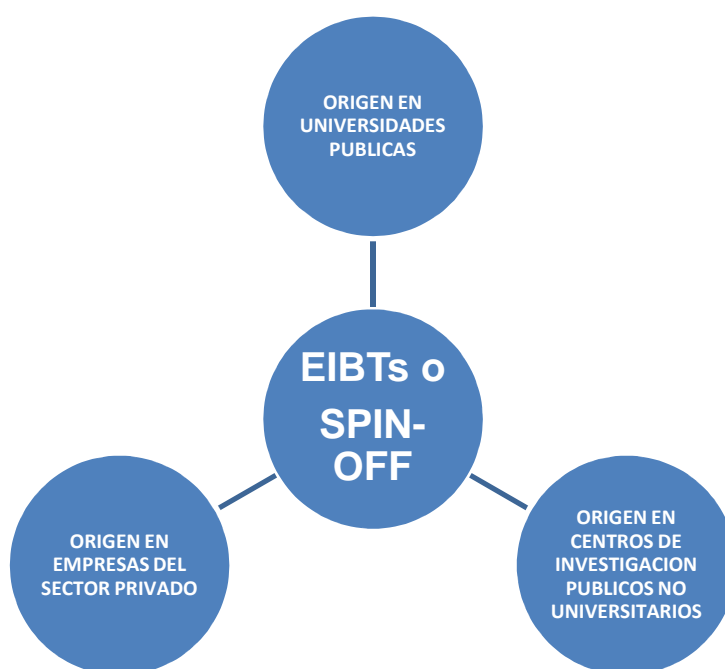 ORIGEN EN
UNIVERSIDADES
PUBLICAS
EIBTs o
SPIN-
OFF
ORIGEN EN
EMPRESAS DEL
SECTOR PRIVADO
ORIGEN EN
CENTROS DE
INVESTIGACION
PUBLICOS NO
UNIVERSITARIOS